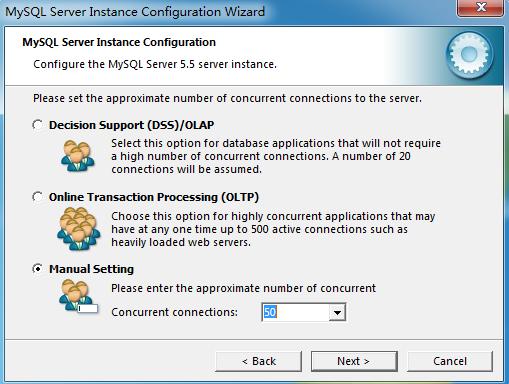 MySQL Server Instance Configuration Wizard
MySQL Server Instance Configuration
Configure the MySQL Server 5.5 server instance.
Please set the approximate number of concurrent connections to the server.
Decision Support (DSS)/OLAP
Select this option for database applications that will not require
a high number of concurrent connections. A number of 20
connections will be assumed.
Online Transaction Processing (OLTP)
Choose this option for highly concurrent applications that may
have at any one time up to 500 active connections such as
heavily loaded web servers.
Manual Setting
Please enter the approximate number of concurrent
Concurrent connections: 50
< Back Next > Cancel